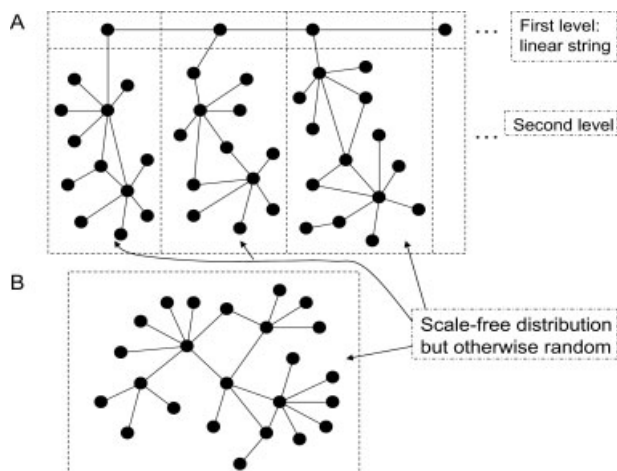 A
... First level:
linear string
... Second level
B
Scale-free distribution
but otherwise random